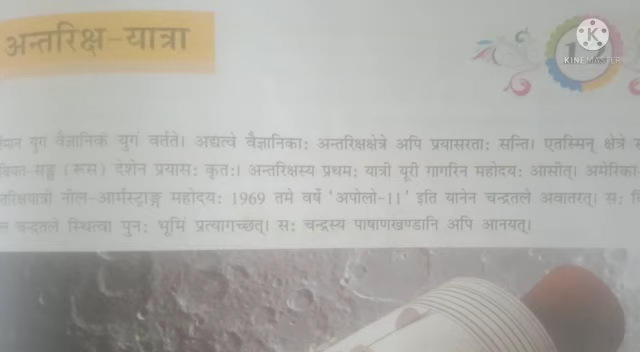 अन्तरिक्ष-यात्रा
12
KINEMASTER
युगं वैज्ञानिकं युगं वर्तते। अद्यत्वे वैज्ञानिकाः अन्तरिक्षक्षेत्रे अपि प्रयासरताः सन्ति। एतस्मिन् क्षेत्रे
(रूस) देशेन प्रयासः कृतः। अन्तरिक्षस्य प्रथमः यात्री यूरी गागरिन महोदयः आसीत्। अमेरिका-
नील-आर्मस्ट्राङ्ग महोदयः 1969 तमे वर्षे 'अपोलो-11' इति यानेन चन्द्रतले अवातरत्। सः
चन्द्रतले स्थित्वा पुनः भूमिं प्रत्यागच्छत्। सः चन्द्रस्य पाषाणखण्डानि अपि आनयत्।